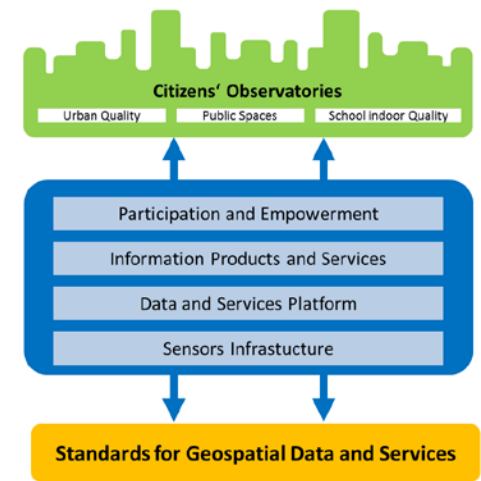 Citizens‘ Observatories
Urban Quality
Public Spaces
School indoor Quality
Participation and Empowerment
Information Products and Services
Data and Services Platform
Sensors Infrastucture
Standards for Geospatial Data and Services